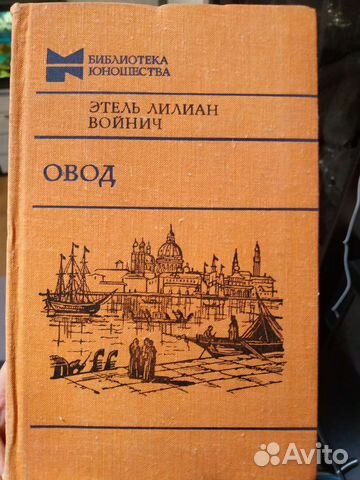 БИБЛИОТЕКА
ЮНОШЕСТВА
ЭТЕЛЬ ЛИЛИАН
ВОЙНИЧ
ОВОД
Avito